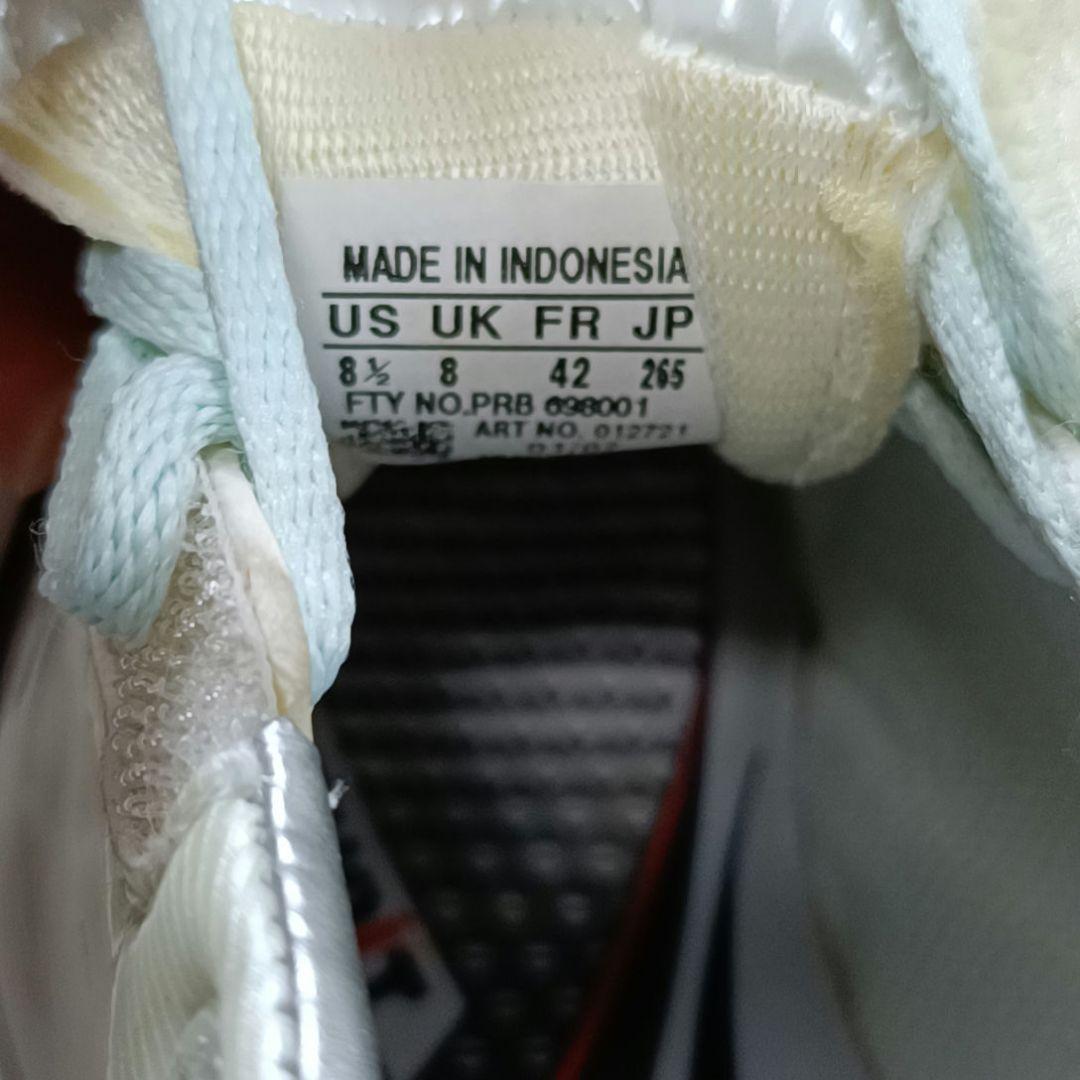 MADE IN INDONESIA
US UK FR JP
8½ 8 42 265
FTY NO.PRB 698001
ART NO. 012721